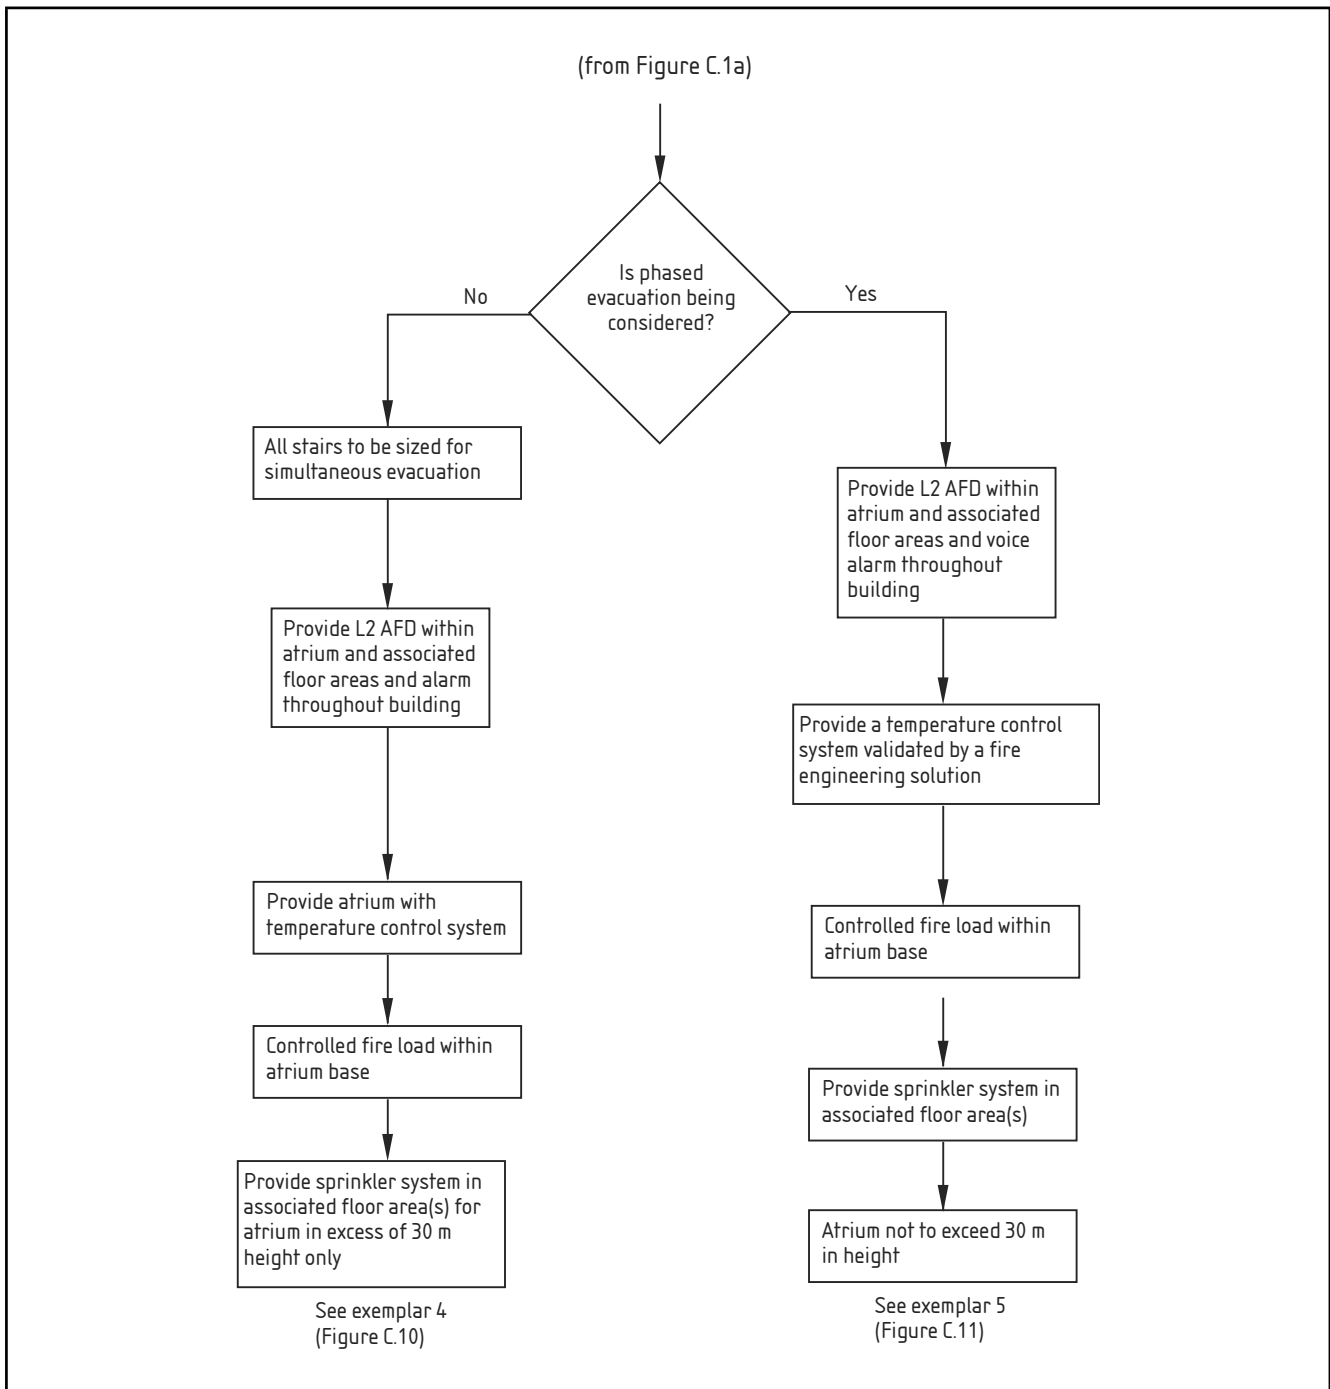 (from Figure C.1a)
Is phased
evacuation being
considered?
No
Yes
All stairs to be sized for
simultaneous evacuation
Provide L2 AFD within
atrium and associated
floor areas and alarm
throughout building
Provide atrium with
temperature control system
Controlled fire load within
atrium base
Provide sprinkler system in
associated floor area(s) for
atrium in excess of 30 m
height only
See exemplar 4
(Figure C.10)
Provide L2 AFD within
atrium and associated
floor areas and voice
alarm throughout
building
Provide a temperature control
system validated by a fire
engineering solution
Controlled fire load within
atrium base
Provide sprinkler system in
associated floor area(s)
Atrium not to exceed 30 m
in height
See exemplar 5
(Figure C.11)